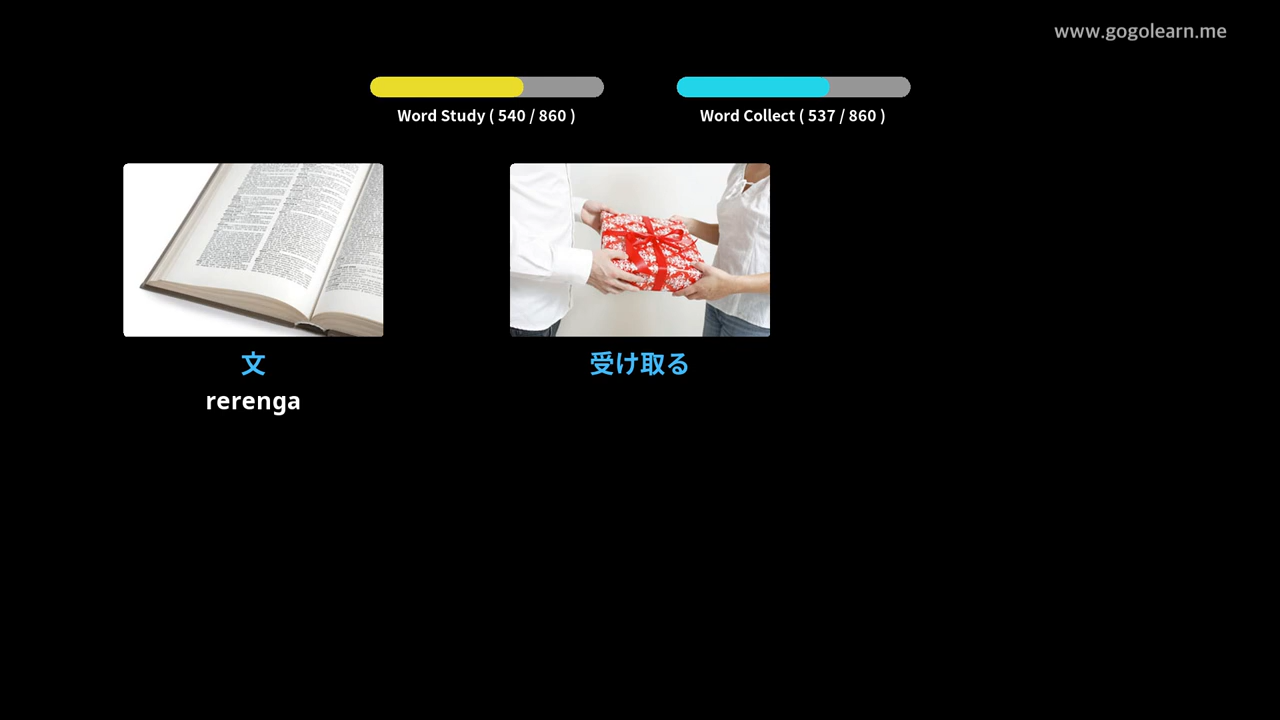 www.gogolearn.me
Word Study ( 540 / 860 )
Word Collect ( 537 / 860 )
文
rerenga
受け取る